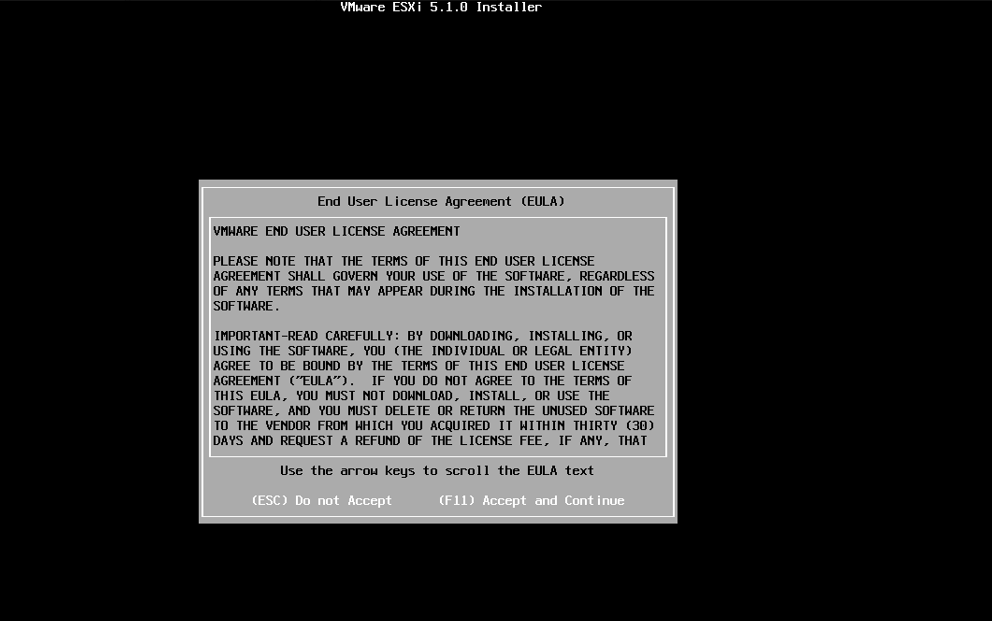 VMware ESXi 5.1.0 Installer
End User License Agreement (EULA)
VMWARE END USER LICENSE AGREEMENT
PLEASE NOTE THAT THE TERMS OF THIS END USER LICENSE
AGREEMENT SHALL GOVERN YOUR USE OF THE SOFTWARE, REGARDLESS
OF ANY TERMS THAT MAY APPEAR DURING THE INSTALLATION OF THE
SOFTWARE.
IMPORTANT-READ CAREFULLY: BY DOWNLOADING, INSTALLING, OR
USING THE SOFTWARE, YOU (THE INDIVIDUAL OR LEGAL ENTITY)
AGREE TO BE BOUND BY THE TERMS OF THIS END USER LICENSE
AGREEMENT ("EULA"). IF YOU DO NOT AGREE TO THE TERMS OF
THIS EULA, YOU MUST NOT DOWNLOAD, INSTALL, OR USE THE
SOFTWARE, AND YOU MUST DELETE OR RETURN THE UNUSED SOFTWARE
TO THE VENDOR FROM WHICH YOU ACQUIRED IT WITHIN THIRTY (30)
DAYS AND REQUEST A REFUND OF THE LICENSE FEE, IF ANY, THAT
Use the arrow keys to scroll the EULA text
(ESC) Do not Accept (F11) Accept and Continue